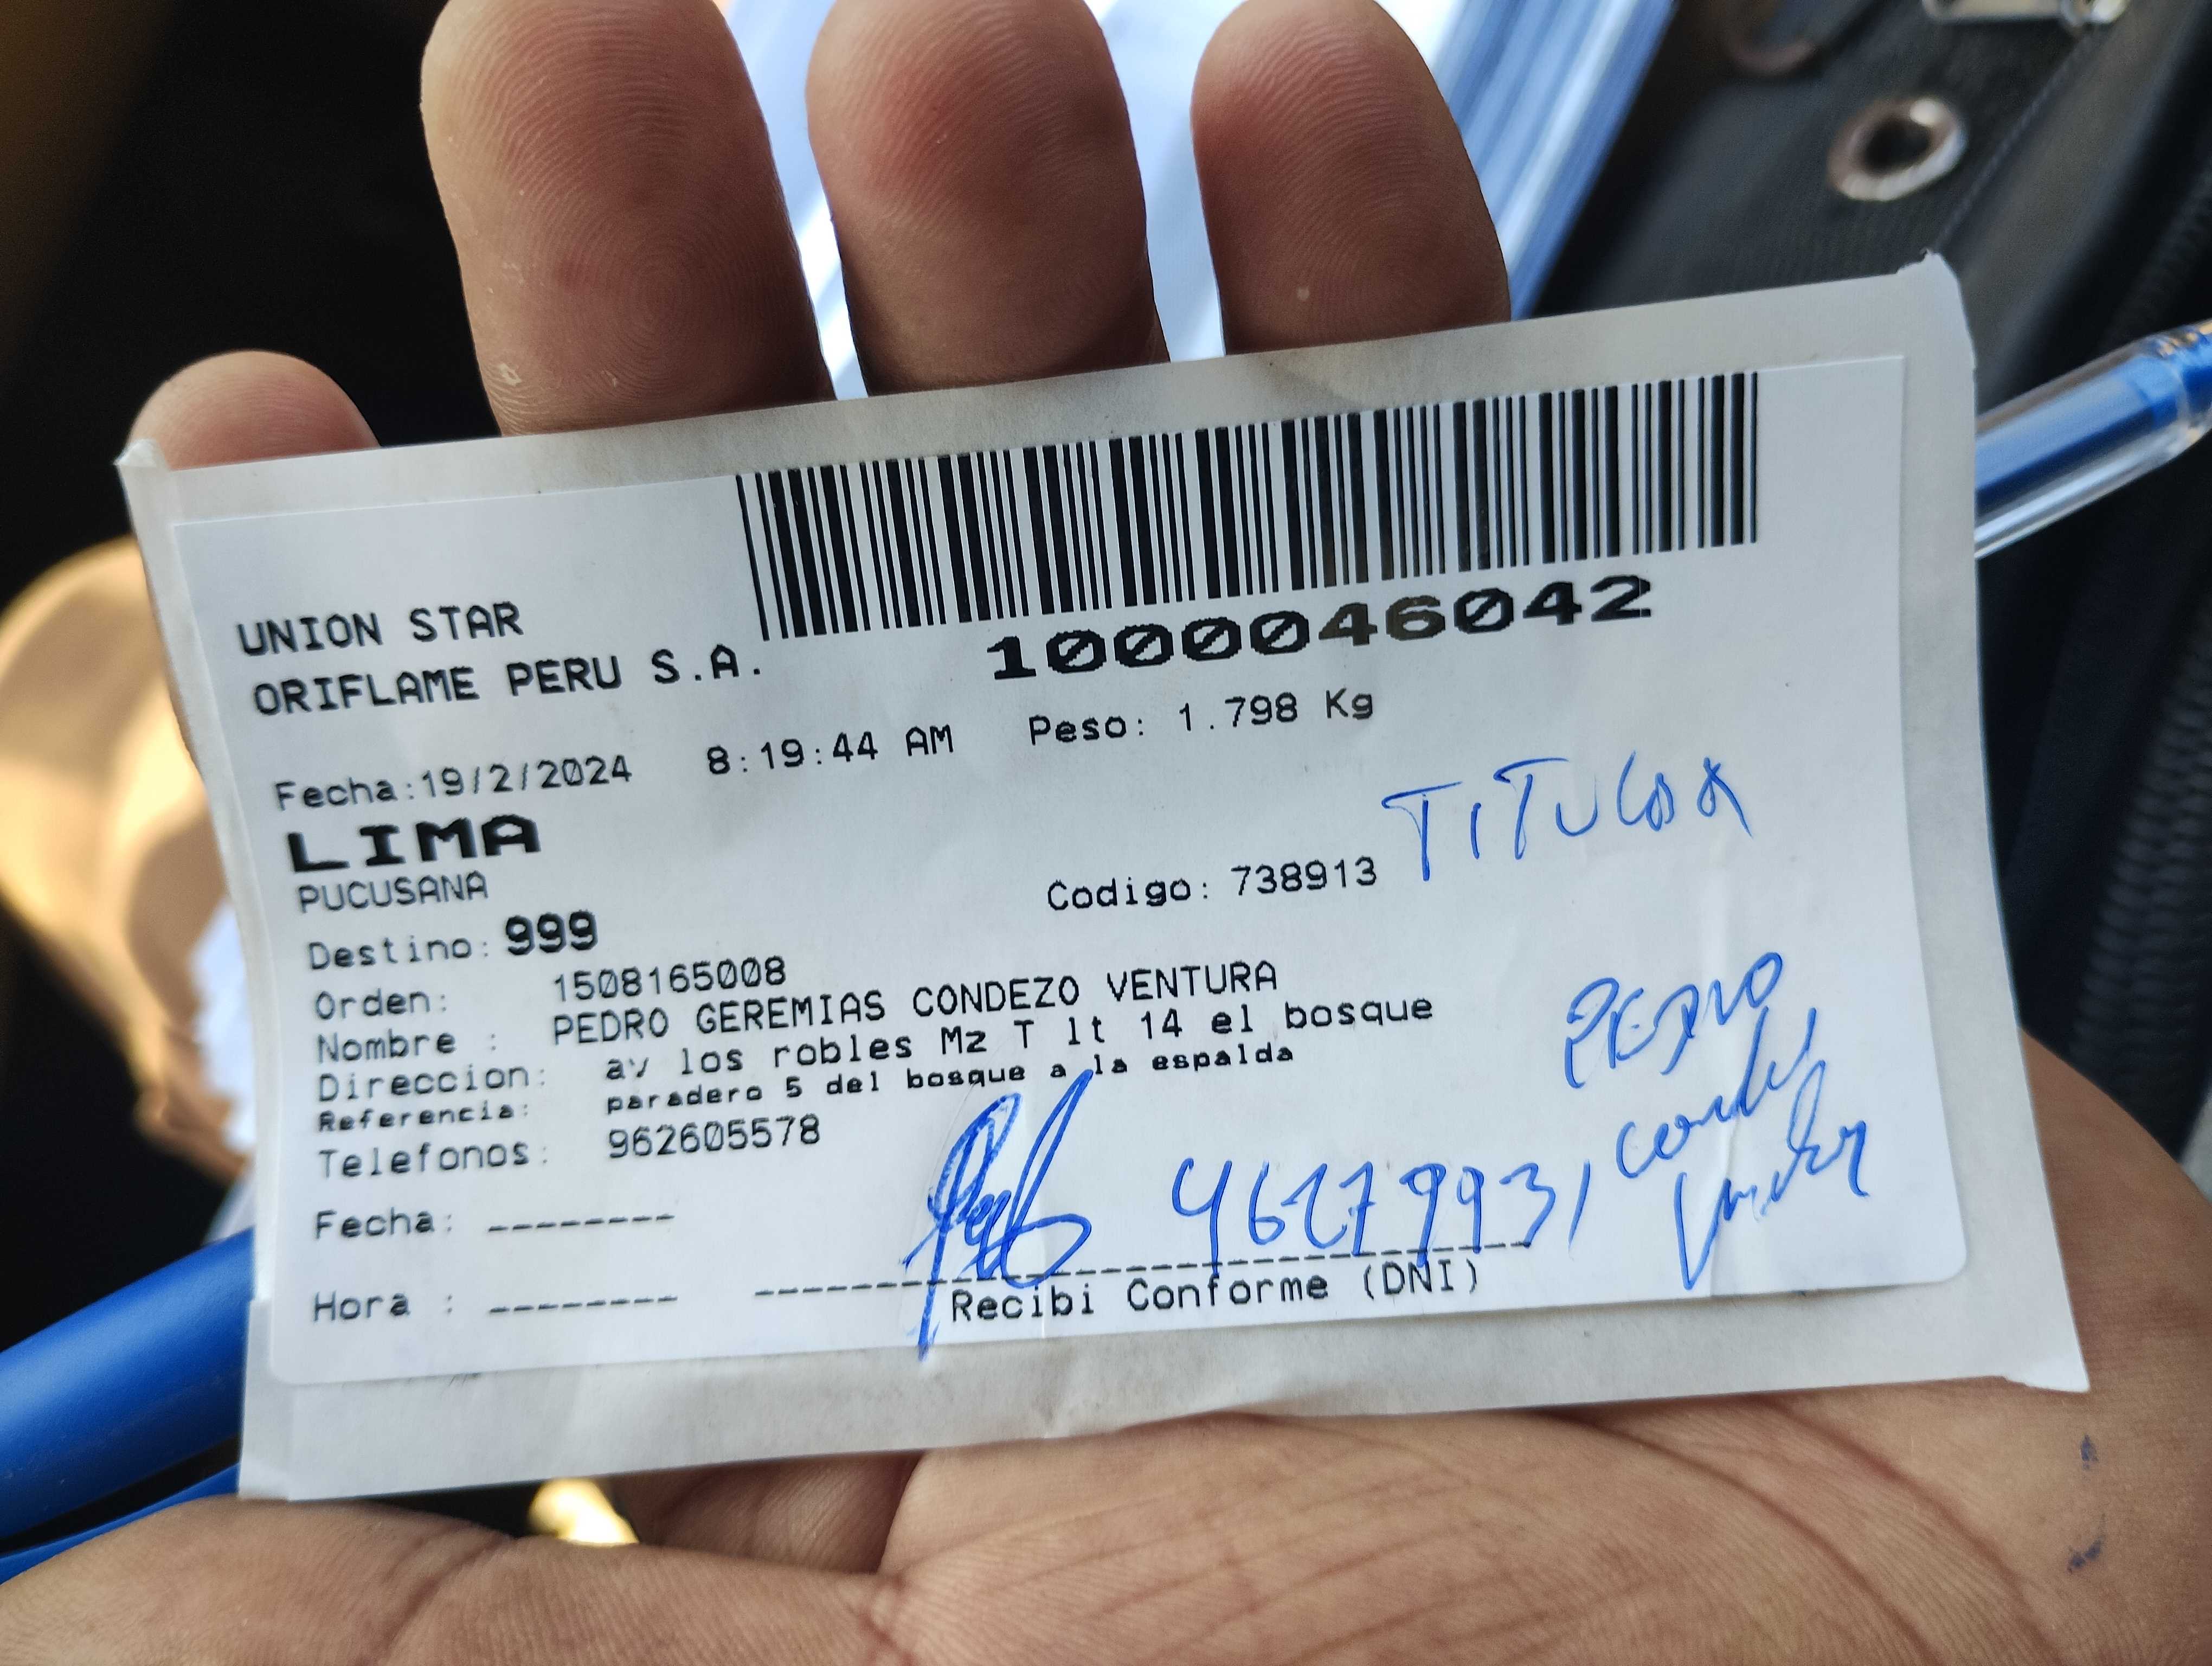 1000046042
UNION STAR
ORIFLAME PERU S.A.
Fecha:19/2/2024 8:19:44 AM Peso: 1.798 Kg
LIMA
PUCUSANA
Codigo: 738913
TITULAR
Destino: 999
Orden: 1508165008
Nombre : PEDRO GEREMIAS CONDEZO VENTURA
Direccion: av los robles Mz T lt 14 el bosque
Referencia: paradero 5 del bosque a la espalda
Telefonos: 962605578
PEDRO
Fecha: --------
Hora : --------
Recibi Conforme (DNI)